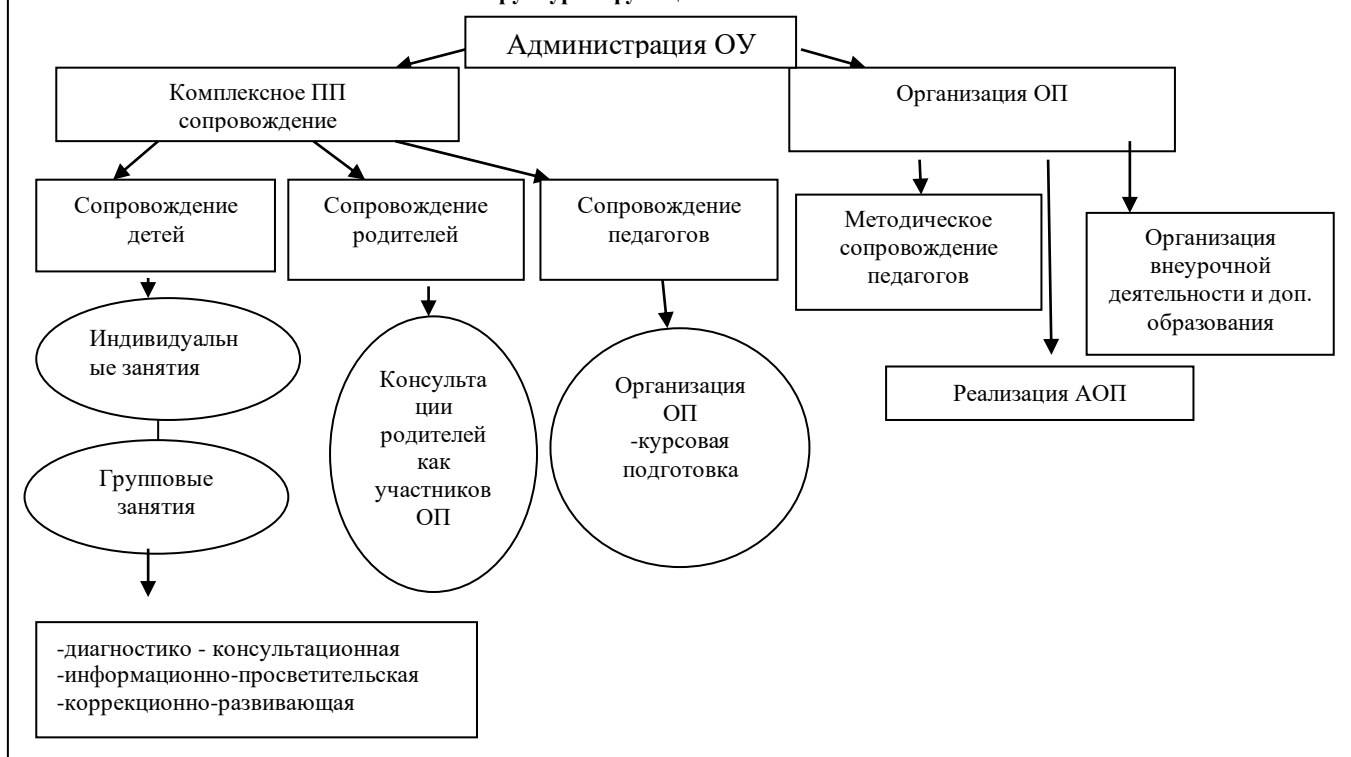 Администрация ОУ
Комплексное ПП
сопровождение
Организация ОП
Сопровождение
детей
Сопровождение
родителей
Сопровождение
педагогов
Методическое
сопровождение
педагогов
Организация
внеурочной
деятельности и доп.
образования
Индивидуальн
ые занятия
Консульта
ции
родителей
как
участников
ОП
Организация
ОП
-курсовая
подготовка
Реализация АОП
Групповые
занятия
-диагностико - консультационная
-информационно-просветительская
-коррекционно-развивающая